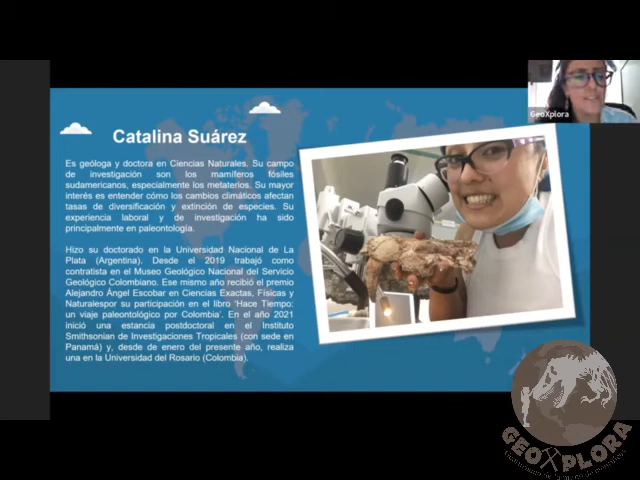 GeoXplora
Catalina Suárez
Es geóloga y doctora en Ciencias Naturales. Su campo
de investigación son los mamíferos fósiles
sudamericanos, especialmente los metaterios. Su mayor
interés es entender cómo los cambios climáticos afectan
tasas de diversificación y extinción de especies. Su
experiencia laboral y de investigación ha sido
principalmente en paleontología.
Hizo su doctorado en la Universidad Nacional de La
Plata (Argentina). Desde el 2019 trabajó como
contratista en el Museo Geológico Nacional del Servicio
Geológico Colombiano. Ese mismo año recibió el premio
Alejandro Ángel Escobar en Ciencias Exactas, Físicas y
Naturalespor su participación en el libro 'Hace Tiempo:
un viaje paleontológico por Colombia'. En el año 2021
inició una estancia postdoctoral en el Instituto
Smithsonian de Investigaciones Tropicales (con sede en
Panamá) y, desde de enero del presente año, realiza
una en la Universidad del Rosario (Colombia).
GEOXPLORA